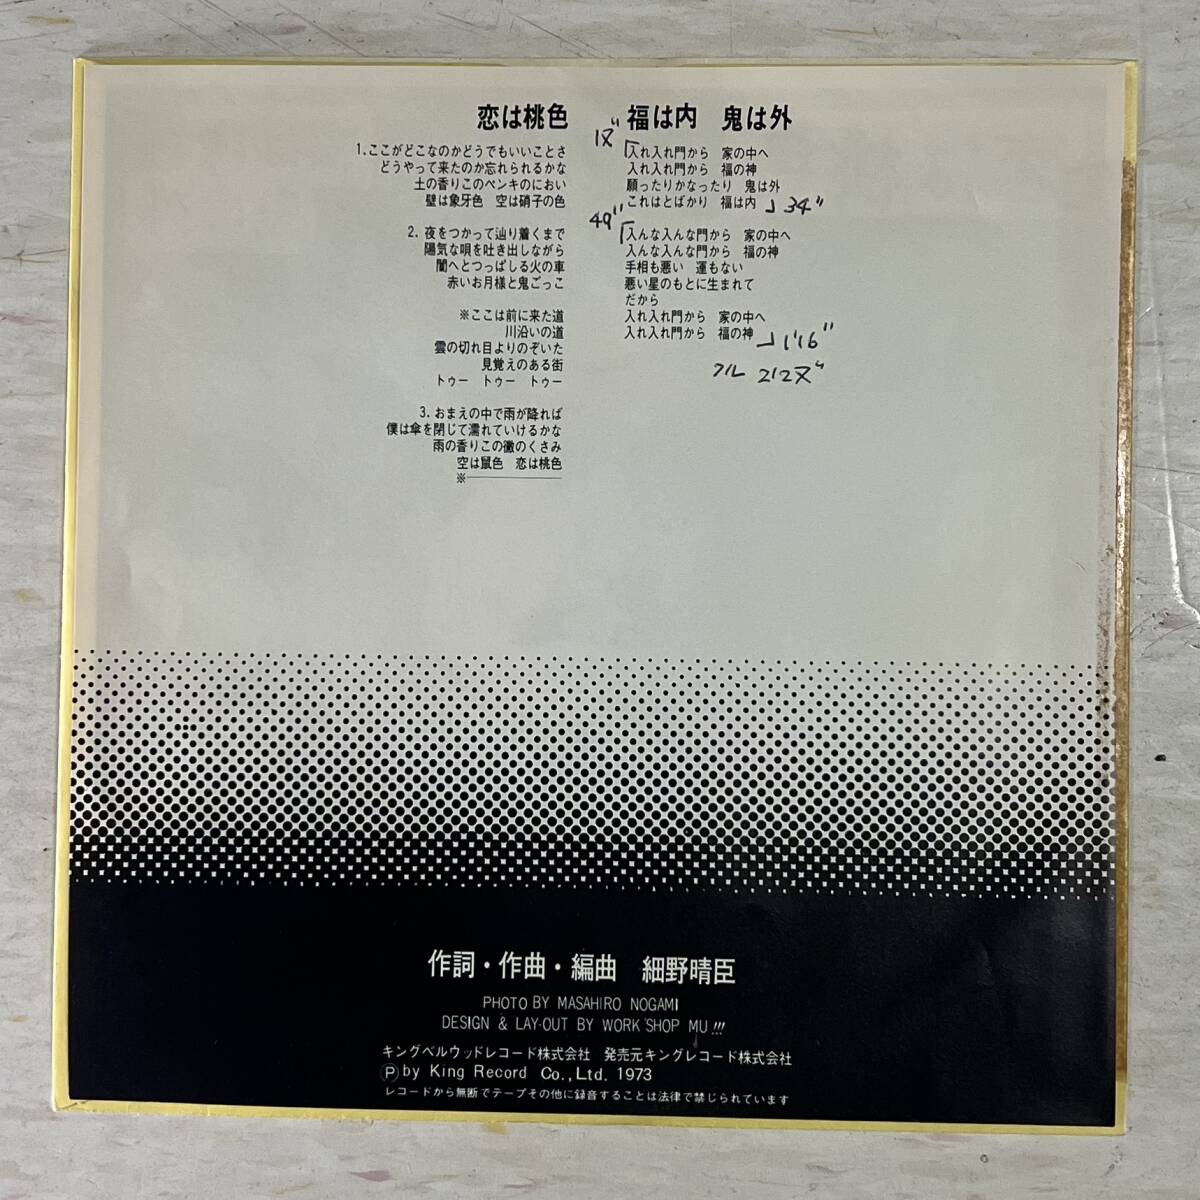 恋は桃色
1.ここがどこなのかどうでもいいことさ
どうやって来たのか忘れられるかな
土の香りこのペンキのにおい
壁は象牙色　空は硝子の色
2. 夜をつかって辿り着くまで
陽気な唄を吐き出しながら
闇へとつっぱしる火の車
赤いお月様と鬼ごっこ
※ここは前に来た道
川沿いの道
雲の切れ目よりのぞいた
見覚えのある街
トゥー　トゥー　トゥー
3. おまえの中で雨が降れば
僕は傘を閉じて濡れていけるかな
雨の香りこの黴のくさみ
空は鼠色　恋は桃色
※
福は内　鬼は外
入れ入れ門から　家の中へ
入れ入れ門から　福の神
願ったりかなったり　鬼は外
これはとばかり　福は内 」34"
49"「入んな入んな門から　家の中へ
入んな入んな門から　福の神
手相も悪い　運もない
悪い星のもとに生まれて
だから
入れ入れ門から　家の中へ
入れ入れ門から　福の神 」1'16"
フル
作詞・作曲・編曲　細野晴臣
PHOTO BY MASAHIRO NOGAMI
DESIGN & LAY-OUT BY WORK SHOP MU!!!
キングベルウッドレコード株式会社　発売元キングレコード株式会社
Ⓟby King Record Co.,Ltd. 1973
レコードから無断でテープその他に録音することは法律で禁じられています